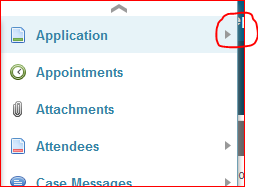 Application
Appointments
Attachments
Attendees
Case Messages